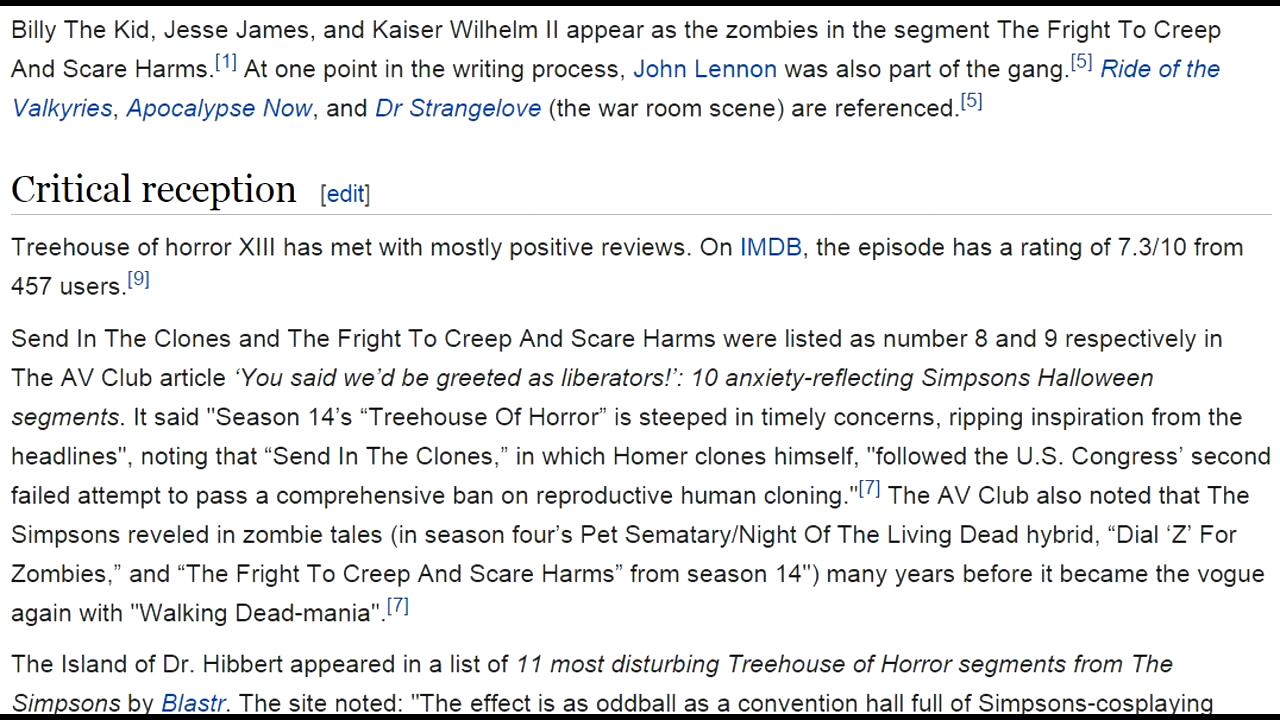 Billy The Kid, Jesse James, and Kaiser Wilhelm II appear as the zombies in the segment The Fright To Creep
And Scare Harms.[1] At one point in the writing process, John Lennon was also part of the gang.[5] Ride of the
Valkyries, Apocalypse Now, and Dr Strangelove (the war room scene) are referenced.[5]
Critical reception [edit]
Treehouse of horror XIII has met with mostly positive reviews. On IMDB, the episode has a rating of 7.3/10 from
457 users.[9]
Send In The Clones and The Fright To Creep And Scare Harms were listed as number 8 and 9 respectively in
The AV Club article ‘You said we’d be greeted as liberators!’: 10 anxiety-reflecting Simpsons Halloween
segments. It said "Season 14’s “Treehouse Of Horror” is steeped in timely concerns, ripping inspiration from the
headlines", noting that “Send In The Clones,” in which Homer clones himself, "followed the U.S. Congress’ second
failed attempt to pass a comprehensive ban on reproductive human cloning."[7] The AV Club also noted that The
Simpsons reveled in zombie tales (in season four’s Pet Sematary/Night Of The Living Dead hybrid, “Dial ‘Z’ For
Zombies,” and “The Fright To Creep And Scare Harms” from season 14") many years before it became the vogue
again with "Walking Dead-mania".[7]
The Island of Dr. Hibbert appeared in a list of 11 most disturbing Treehouse of Horror segments from The
Simpsons by Blastr. The site noted: "The effect is as oddball as a convention hall full of Simpsons-cosplaying